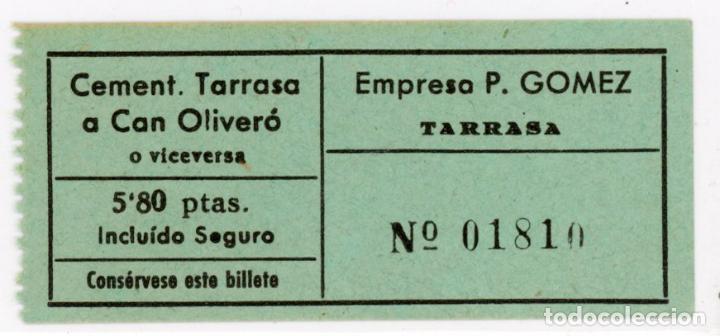 Cement. Tarrasa
a Can Oliveró
o viceversa
5'80 ptas.
Incluído Seguro
Consérvese este billete
Empresa P. GOMEZ
TARRASA
Nº 01810
todocoleccion